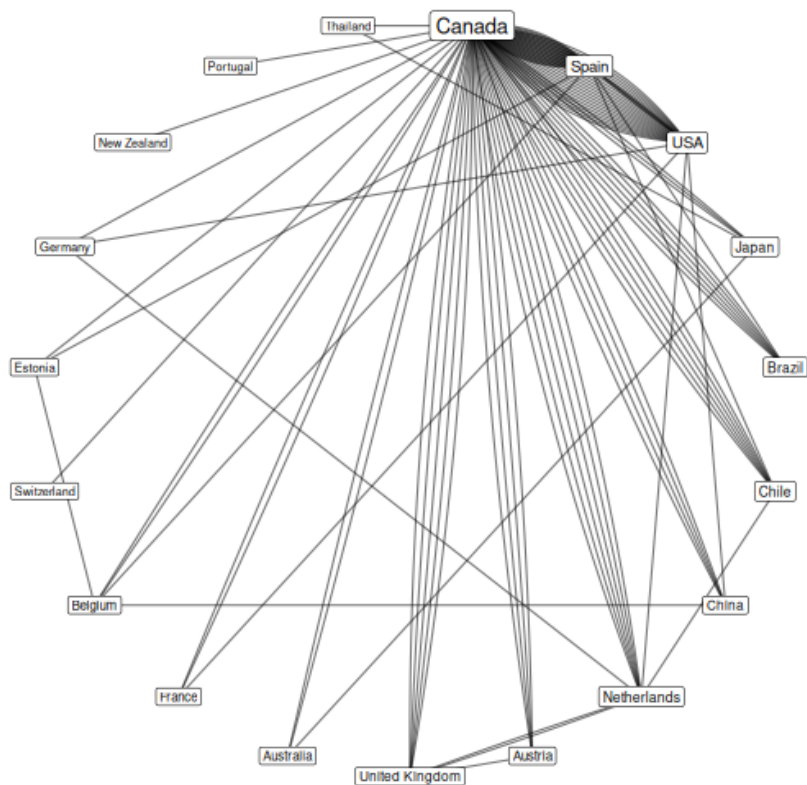 Thailand
Canada
Portugal
Spain
New Zealand
USA
Germany
Japan
Estonia
Brazil
Switzerland
Chile
Belgium
China
France
Netherlands
Australia
United Kingdom
Austria